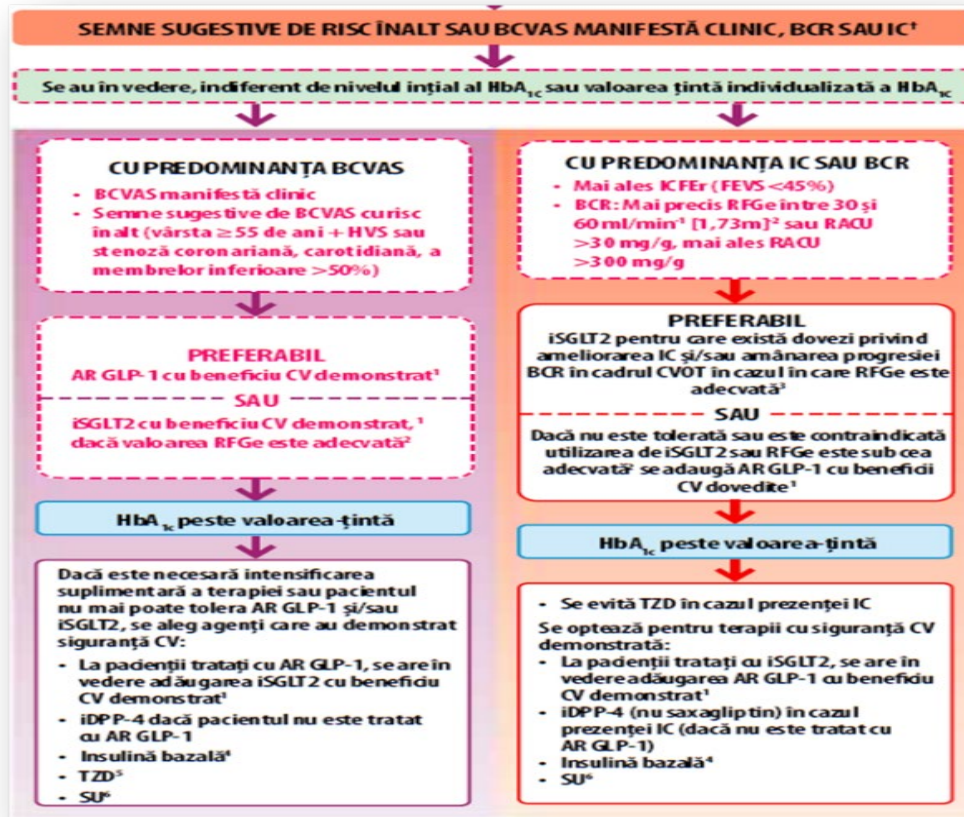 SEMNE SUGESTIVE DE RISC ÎNALT SAU BCVAS MANIFESTĂ CLINIC, BCR SAU IC†
Se au în vedere, indiferent de nivelul ințial al HbA1C sau valoarea țintă individualizată a HbA1C
CU PREDOMINANȚA BCVAS
• BCVAS manifestă clinic
• Semne sugestive de BCVAS cu risc
înalt (vârsta ≥55 de ani + HVS sau
stenoză coronariană, carotidiană, a
membrelor inferioare >50%)
PREFERABIL
AR GLP-1 cu beneficiu CV demonstrat¹
SAU
iSGLT2 cu beneficiu CV demonstrat,¹
dacă valoarea RFGe este adecvată²
HbA1c peste valoarea-țintă
Dacă este necesară intensificarea
suplimentară a terapiei sau pacientul
nu mai poate tolera AR GLP-1 și/sau
iSGLT2, se aleg agenți care au demonstrat
siguranță CV:
• La pacienții tratați cu AR GLP-1, se are în
vedere adăugarea iSGLT2 cu beneficiu
CV demonstrat¹
• iDPP-4 dacă pacientul nu este tratat
cu AR GLP-1
• Insulină bazală⁴
• TZD⁵
• SU⁶
CU PREDOMINANȚA IC SAU BCR
• Mai ales ICFEr (FEVS <45%)
• BCR: Mai precis RFGe între 30 și
60 ml/min⁻¹ [1,73m]⁻² sau RACU
>30 mg/g, mai ales RACU
>300 mg/g
PREFERABIL
iSGLT2 pentru care există dovezi privind
ameliorarea IC și/sau amânarea progresiei
BCR în cadrul CVOT în cazul în care RFGe este
adecvată³
SAU
Dacă nu este tolerată sau este contraindicată
utilizarea de iSGLT2 sau RFGe este sub cea
adecvată² se adaugă AR GLP-1 cu beneficii
CV dovedite¹
HbA1c peste valoarea-țintă
• Se evită TZD în cazul prezenței IC
Se optează pentru terapii cu siguranță CV
demonstrată:
• La pacienții tratați cu iSGLT2, se are în
vedere adăugarea AR GLP-1 cu beneficiu
CV demonstrat¹
• iDPP-4 (nu saxagliptin) în cazul
prezenței IC (dacă nu este tratat cu
AR GLP-1)
• Insulină bazală⁴
• SU⁶